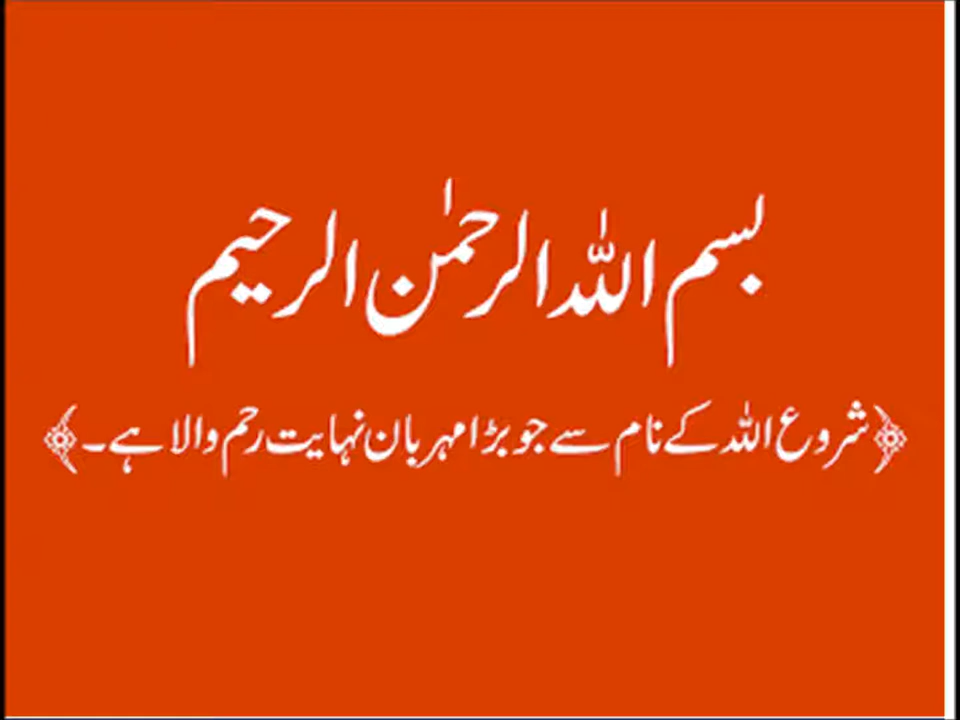 بسم اللہ الرحمٰن الرحیم
﴿شروع اللہ کے نام سے جو بڑا مہربان نہایت رحم والا ہے۔﴾